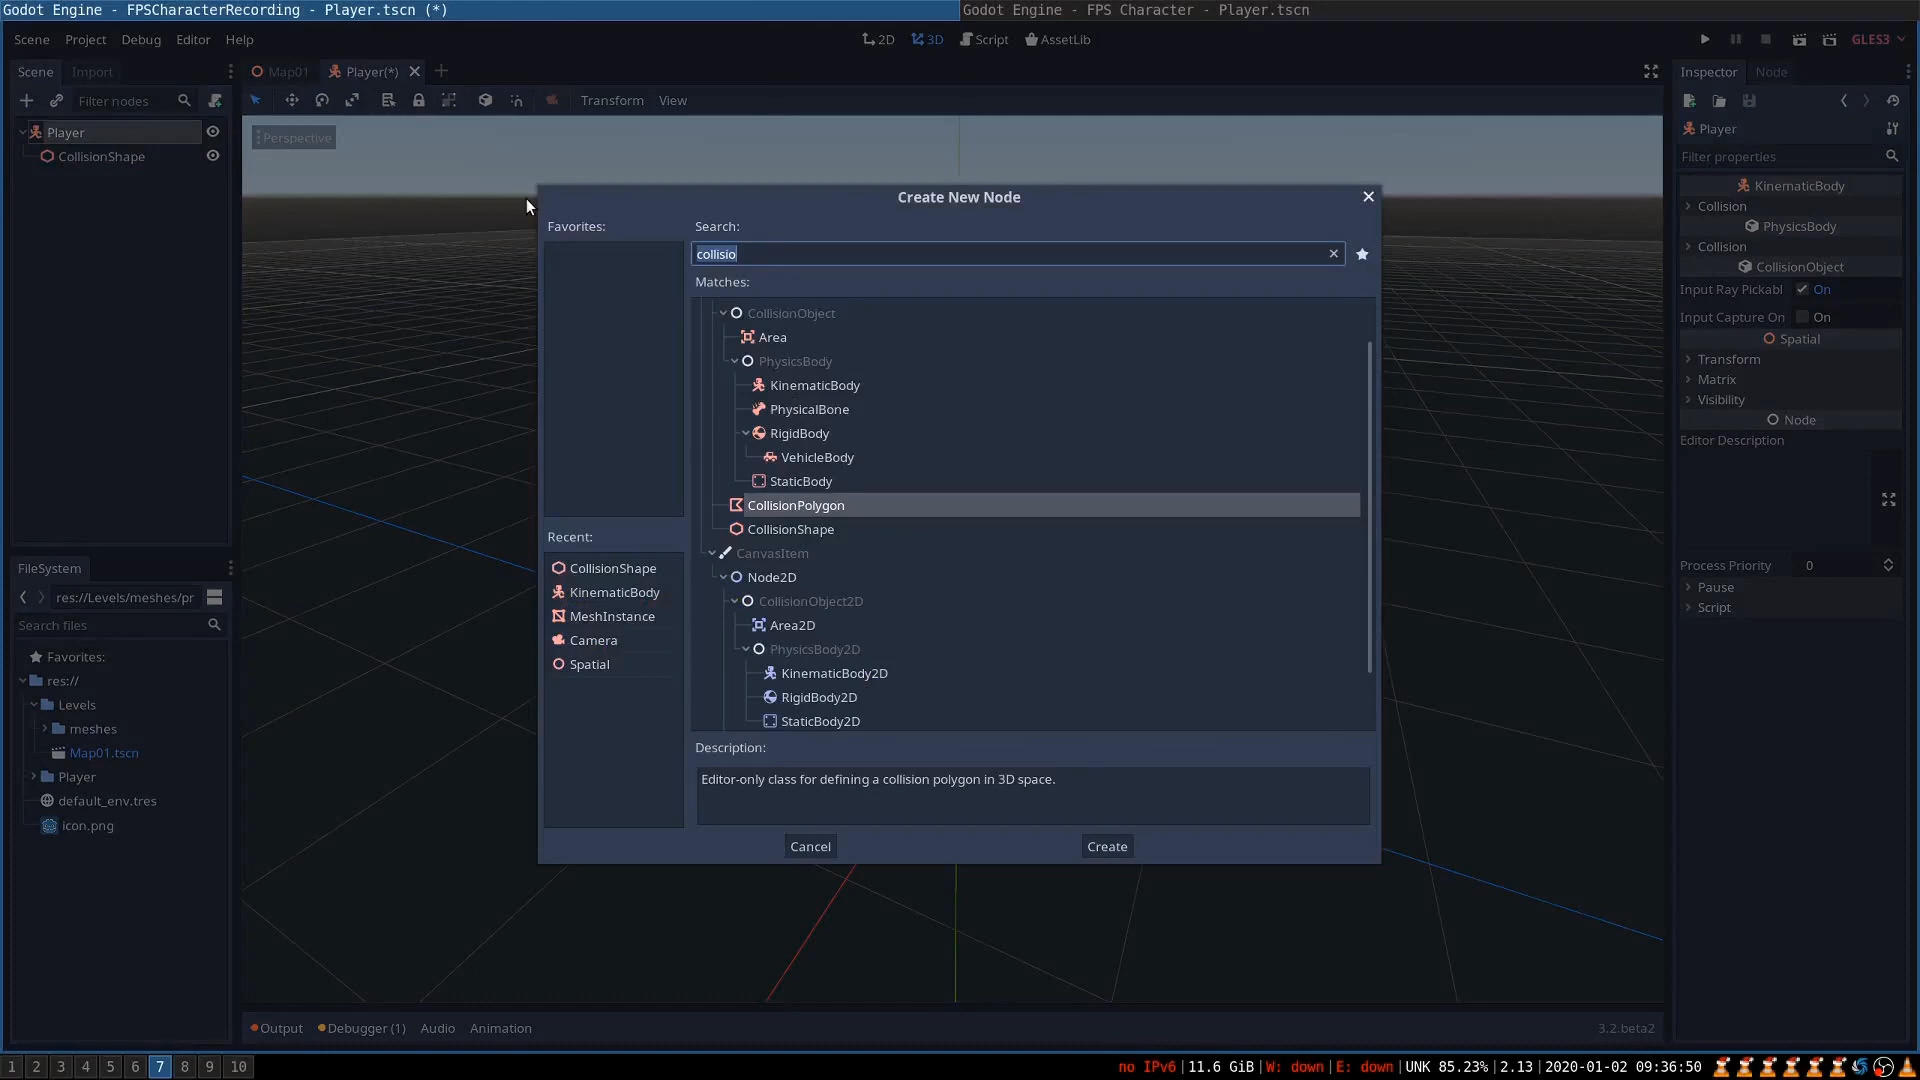 Godot Engine - FPSCharacterRecording - Player.tscn (*)
Godot Engine - FPS Character - Player.tscn
Scene Project Debug Editor Help
2D 3D Script AssetLib
GLES3
Scene Import
Map01 Player(*)
Inspector Node
Filter nodes
Transform View
Player
CollisionShape
Perspective
Create New Node
Favorites:
Search:
collisio
Matches:
CollisionObject
Area
PhysicsBody
KinematicBody
PhysicalBone
RigidBody
VehicleBody
StaticBody
CollisionPolygon
CollisionShape
CanvasItem
Node2D
CollisionObject2D
Area2D
PhysicsBody2D
KinematicBody2D
RigidBody2D
StaticBody2D
Recent:
CollisionShape
KinematicBody
MeshInstance
Camera
Spatial
Description:
Editor-only class for defining a collision polygon in 3D space.
Cancel
Create
Player
Filter properties
KinematicBody
Collision
PhysicsBody
Collision
CollisionObject
Input Ray Pickabl On
Input Capture On On
Spatial
Transform
Matrix
Visibility
Node
Editor Description
Process Priority 0
Pause
Script
FileSystem
res://Levels/meshes/pr
Search files
Favorites:
res://
Levels
meshes
Map01.tscn
Player
default_env.tres
icon.png
Output Debugger (1) Audio Animation
3.2.beta2
1 2 3 4 5 6 7 8 9 10
no IPv6|11.6 GiB|W: down|E: down|UNK 85.23%|2.13|2020-01-02 09:36:50